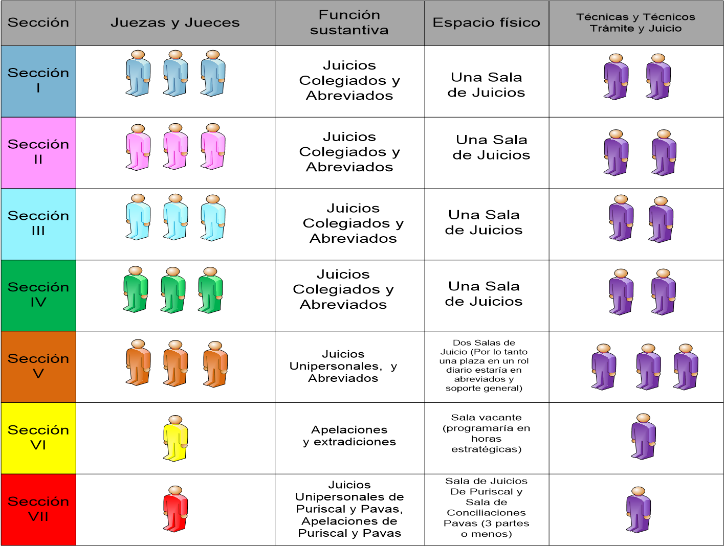 Sección
Juezas y Jueces
Función
sustantiva
Espacio físico
Técnicas y Técnicos
Trámite y Juicio
Sección
I
Juicios
Colegiados y
Abreviados
Una Sala
de Juicios
Sección
II
Juicios
Colegiados y
Abreviados
Una Sala
de Juicios
Sección
III
Juicios
Colegiados y
Abreviados
Una Sala
de Juicios
Sección
IV
Juicios
Colegiados y
Abreviados
Una Sala
de Juicios
Sección
V
Juicios
Unipersonales, y
Abreviados
Dos Salas de
Juicio (Por lo tanto
una plaza en un rol
diario estaría en
abreviados y
soporte general)
Sección
VI
Apelaciones
y extradiciones
Sala vacante
(programaría en
horas
estratégicas)
Sección
VII
Juicios
Unipersonales de
Puriscal y Pavas,
Apelaciones de
Puriscal y Pavas
Sala de Juicios
De Puriscal y
Sala de
Conciliaciones
Pavas (3 partes
o menos)